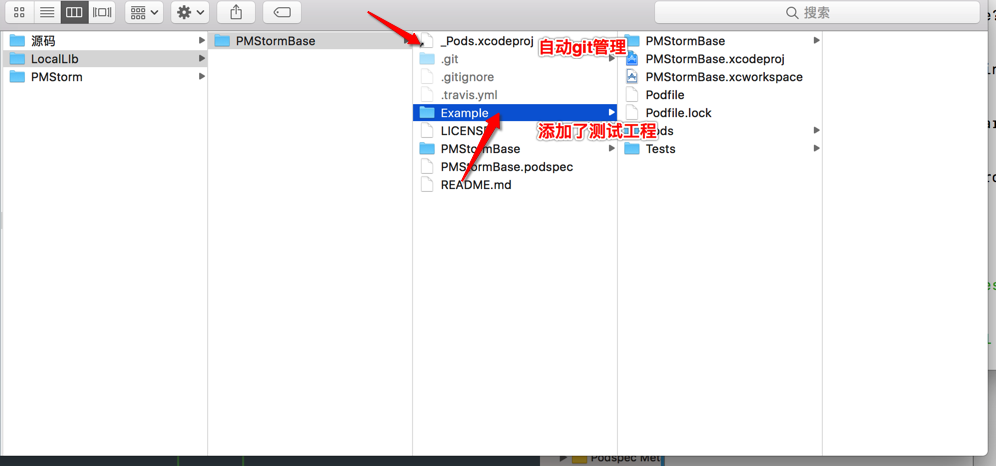 搜索
源码
LocalLIb
PMStorm
PMStormBase
_Pods.xcodeproj
.git
.gitignore
.travis.yml
Example
LICENSE
PMStormBase
PMStormBase.podspec
README.md
自动git管理
添加了测试工程
PMStormBase
PMStormBase.xcodeproj
PMStormBase.xcworkspace
Podfile
Podfile.lock
Tests
Podspec Met